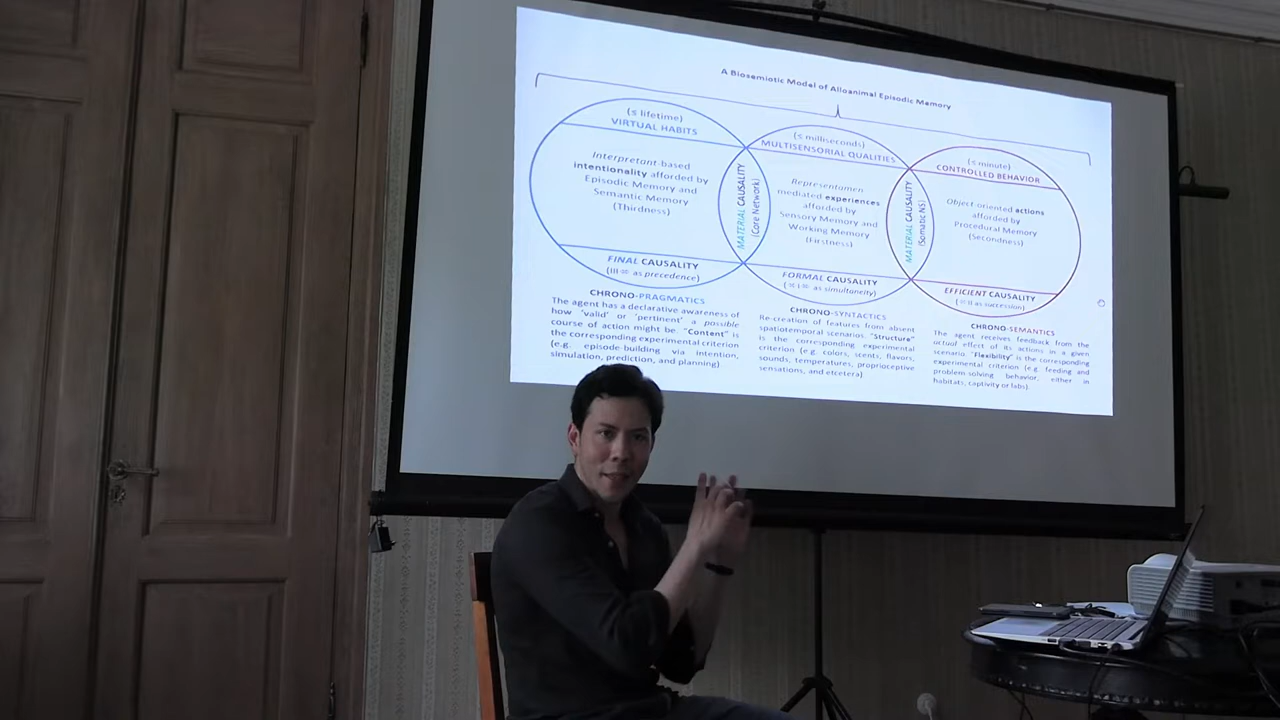 A Biosemiotic Model of Alloanimal Episodic Memory
(≤ lifetime)
VIRTUAL HABITS
Interpretant-based
intentionality afforded by
Episodic Memory and
Semantic Memory
(Thirdness)
FINAL CAUSALITY
as precedence)
MATERIAL CAUSALITY
(Core Network)
(≤ milliseconds)
MULTISENSORIAL QUALITIES
Representamen
mediated experiences
afforded by
Sensory Memory and
Working Memory
(Firstness)
FORMAL CAUSALITY
as simultaneity)
MATERIAL CAUSALITY
(Somatic NS)
(≤ minute)
CONTROLLED BEHAVIOR
Object-oriented actions
afforded by
Procedural Memory
(Secondness)
EFFICIENT CAUSALITY
as succession)
CHRONO-PRAGMATICS
The agent has a declarative awareness of
how 'valid' or 'pertinent' a possible
course of action might be. "Content" is
the corresponding experimental criterion
(e.g. episode-building via intention,
simulation, prediction, and planning)
CHRONO-SYNTACTICS
Re-creation of features from absent
spatiotemporal scenarios. "Structure"
is the corresponding experimental
criterion (e.g. colors, scents, flavors,
sounds, temperatures, proprioceptive
sensations, and etcetera)
CHRONO-SEMANTICS
The agent receives feedback from the
actual effect of its actions in a given
scenario. "Flexibility" is the corresponding
experimental criterion (e.g. feeding and
problem-solving behavior, either in
habitats, captivity or labs).